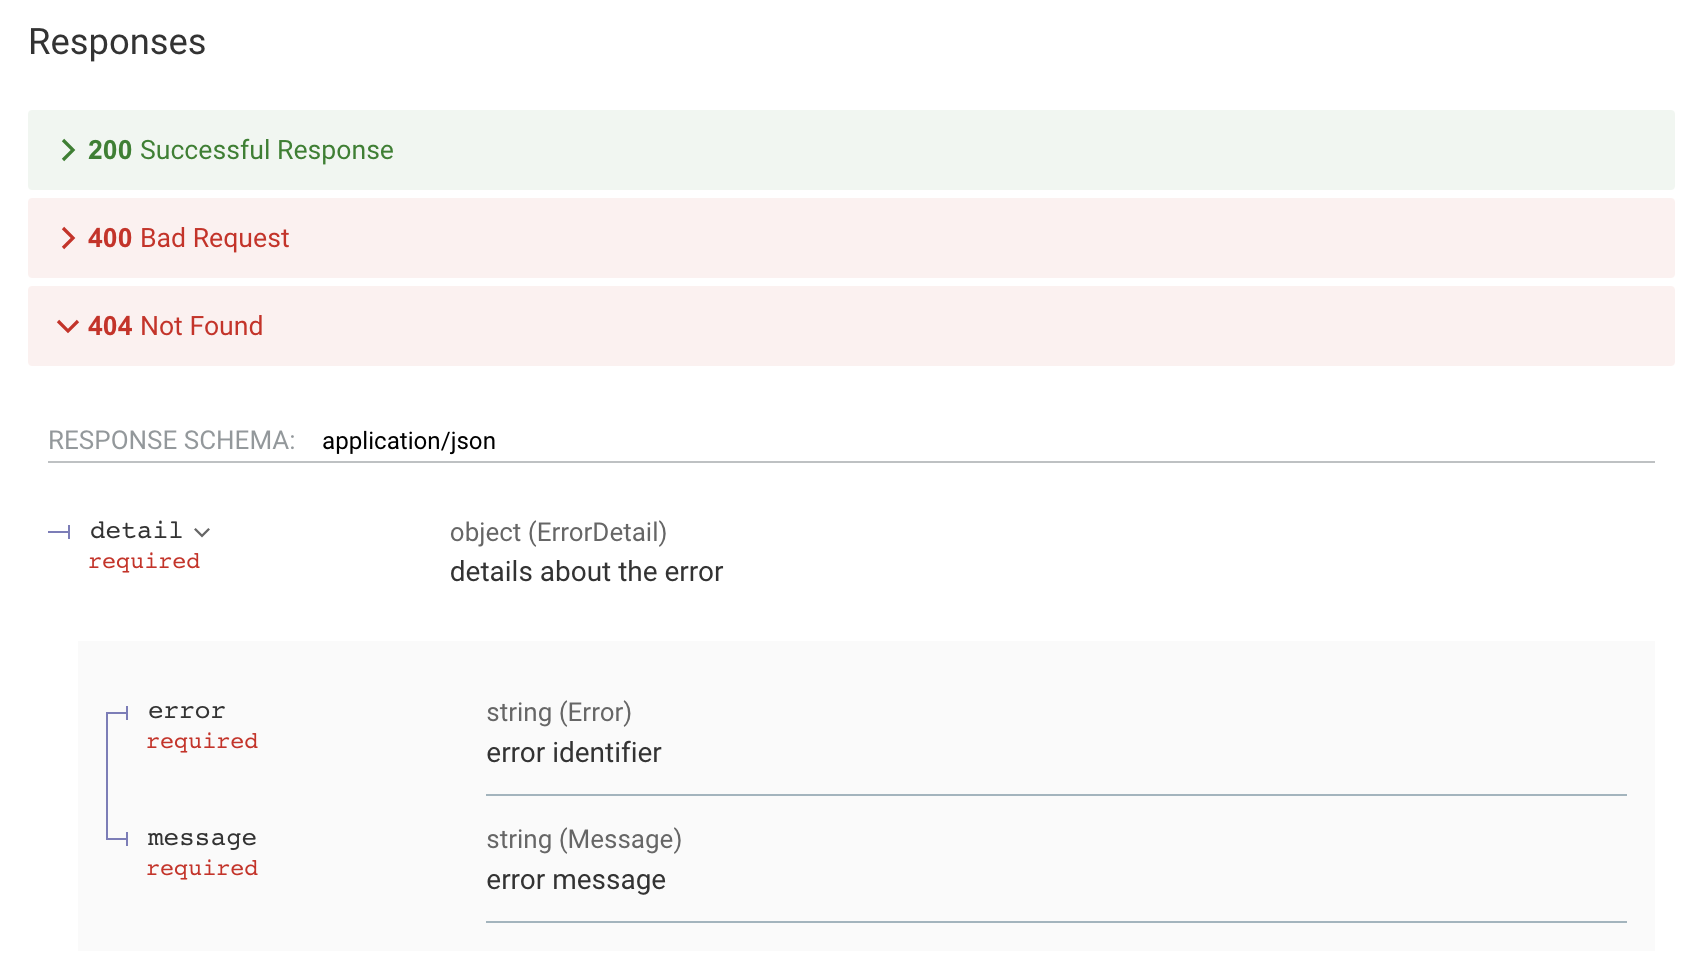 Responses
200 Successful Response
400 Bad Request
404 Not Found
RESPONSE SCHEMA: application/json
detail object (ErrorDetail)
required details about the error
error string (Error)
required error identifier
message string (Message)
required error message